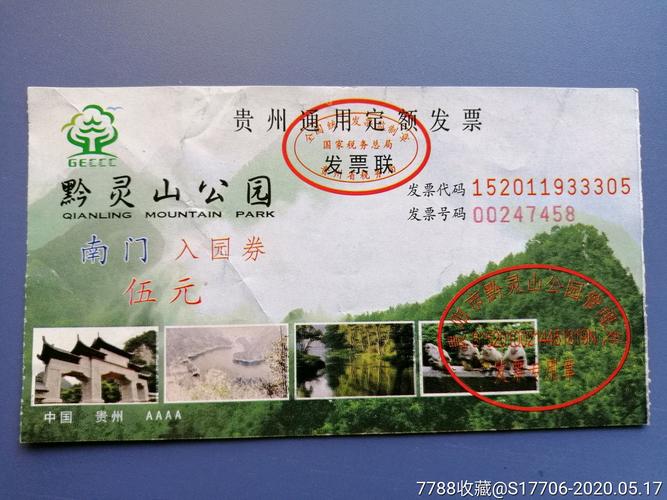 贵州通用定额发票
国家税务总局
发票联
GECCC
黔灵山公园
QIANLING MOUNTAIN PARK
发票代码 152011933305
发票号码 00247458
南门 入园券
伍元
中国 贵州 AAAA
7788收藏@S17706-2020.05.17